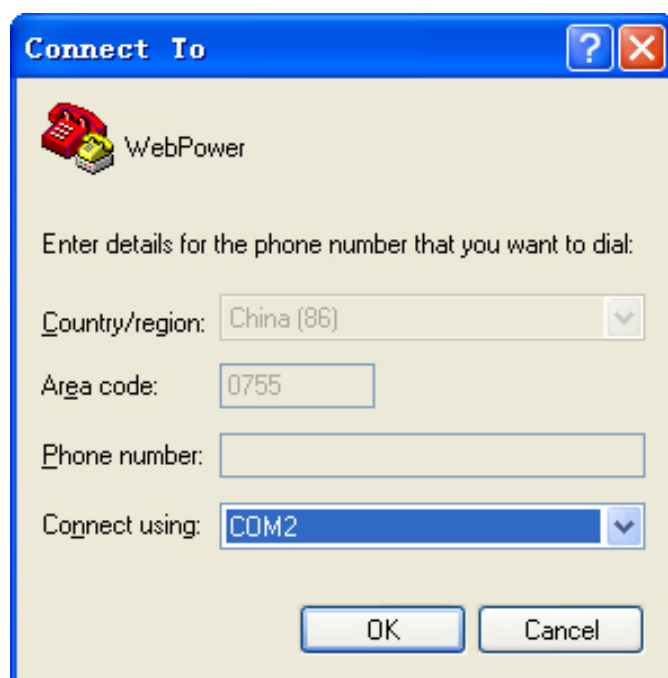 Connect To
WebPower
Enter details for the phone number that you want to dial:
Country/region: China (86)
Area code: 0755
Phone number:
Connect using: COM2
OK Cancel